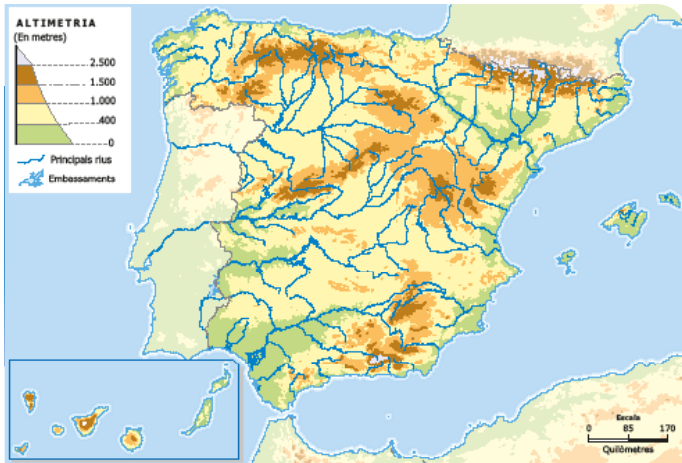 ALTIMETRIA
(En metres)
2.500
1.500
1.000
400
0
Principals rius
Embassaments
Escala
0 85 170
Quilòmetres